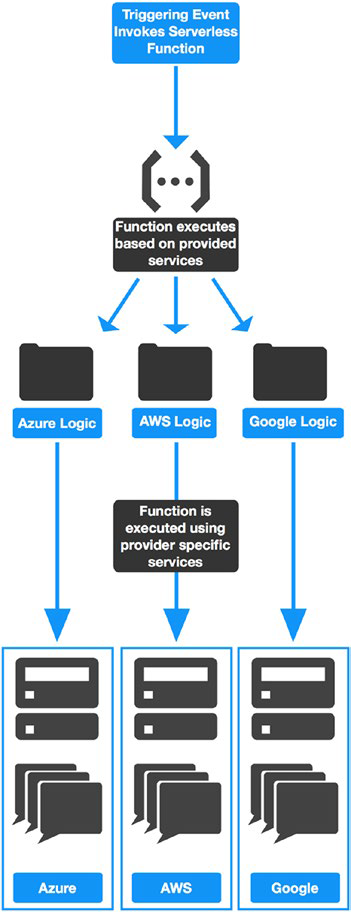 Triggering Event
Invokes Serverless
Function
Function executes
based on provided
services
Azure Logic
AWS Logic
Google Logic
Function is
executed using
provider specific
services
Azure
AWS
Google